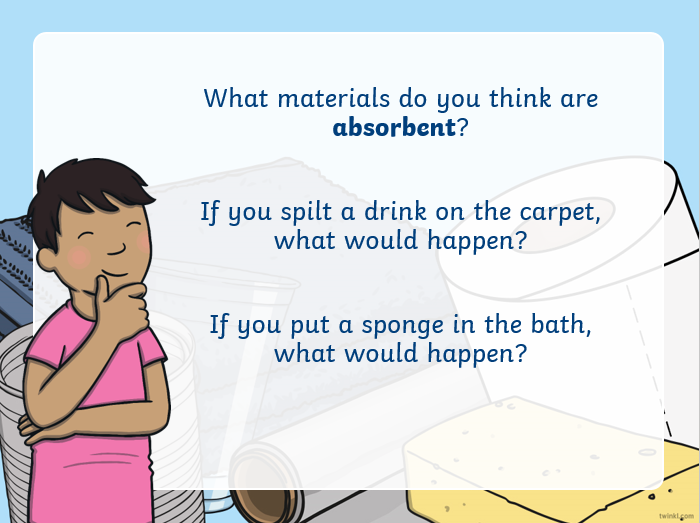 What materials do you think are
absorbent?
If you spilt a drink on the carpet,
what would happen?
If you put a sponge in the bath,
what would happen?
twinkl.com